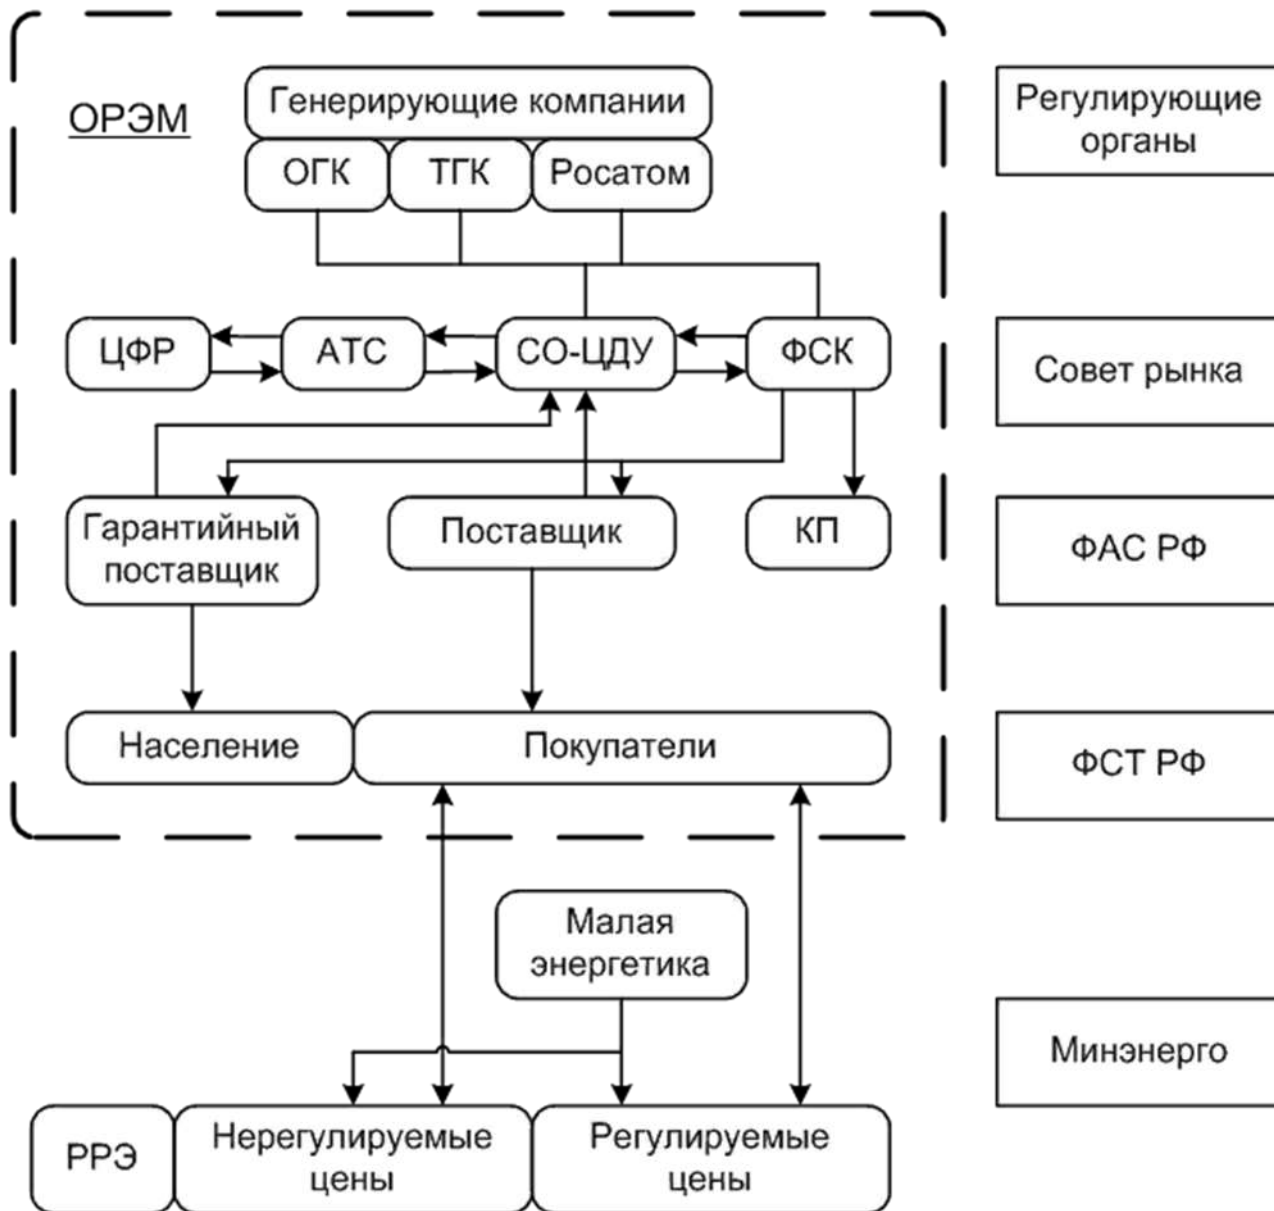 ОРЭМ
Генерирующие компании
ОГК
ТГК
Росатом
Регулирующие
органы
ЦФР
АТС
СО-ЦДУ
ФСК
Совет рынка
Гарантийный
поставщик
Поставщик
КП
ФАС РФ
Население
Покупатели
ФСТ РФ
Малая
энергетика
Минэнерго
РРЭ
Нерегулируемые
цены
Регулируемые
цены